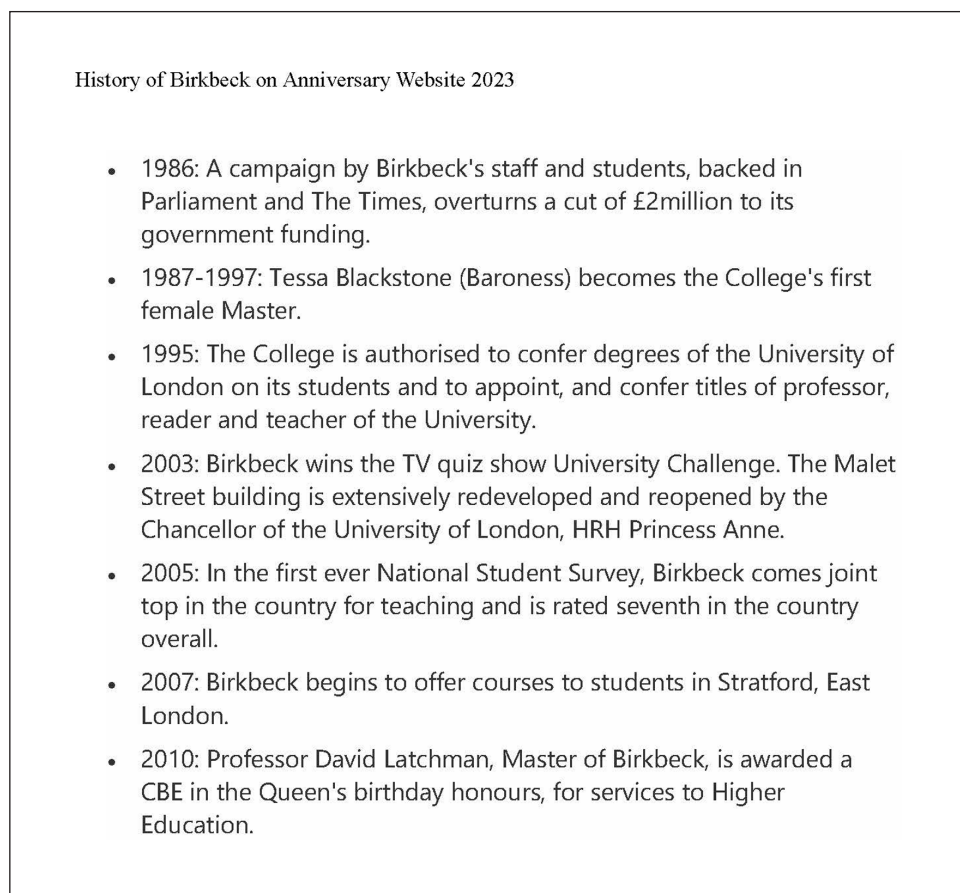 History of Birkbeck on Anniversary Website 2023
• 1986: A campaign by Birkbeck's staff and students, backed in
Parliament and The Times, overturns a cut of £2million to its
government funding.
• 1987-1997: Tessa Blackstone (Baroness) becomes the College's first
female Master.
• 1995: The College is authorised to confer degrees of the University of
London on its students and to appoint, and confer titles of professor,
reader and teacher of the University.
• 2003: Birkbeck wins the TV quiz show University Challenge. The Malet
Street building is extensively redeveloped and reopened by the
Chancellor of the University of London, HRH Princess Anne.
• 2005: In the first ever National Student Survey, Birkbeck comes joint
top in the country for teaching and is rated seventh in the country
overall.
• 2007: Birkbeck begins to offer courses to students in Stratford, East
London.
• 2010: Professor David Latchman, Master of Birkbeck, is awarded a
CBE in the Queen's birthday honours, for services to Higher
Education.